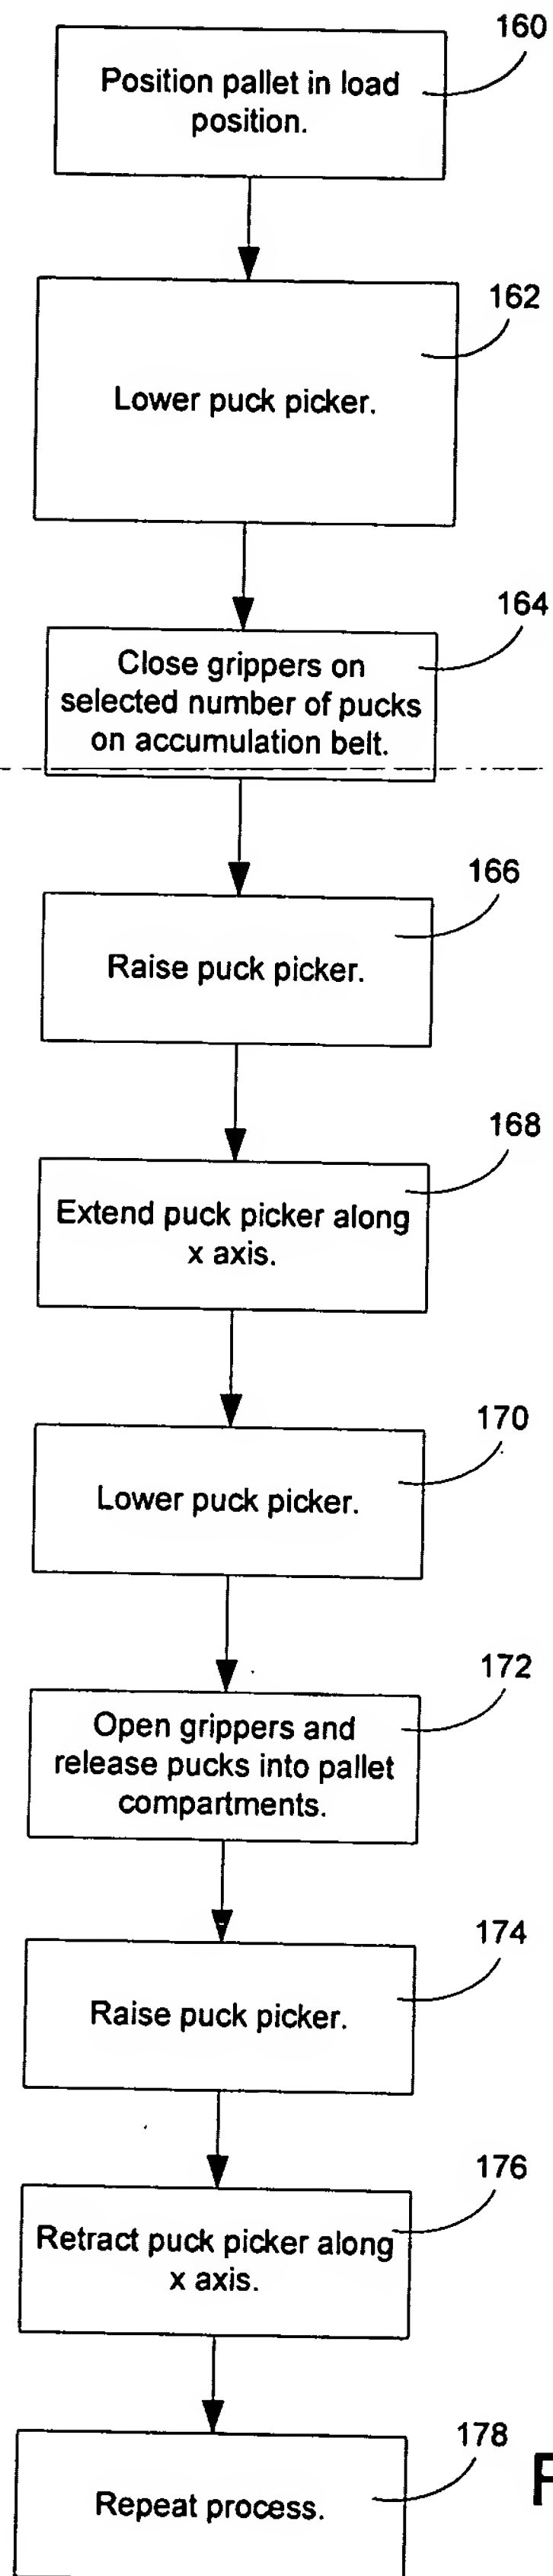 160
Position pallet in load
position.
162
Lower puck picker.
164
Close grippers on
selected number of pucks
on accumulation belt.
166
Raise puck picker.
168
Extend puck picker along
x axis.
170
Lower puck picker.
172
Open grippers and
release pucks into pallet
compartments.
174
Raise puck picker.
176
Retract puck picker along
x axis.
178
Repeat process.